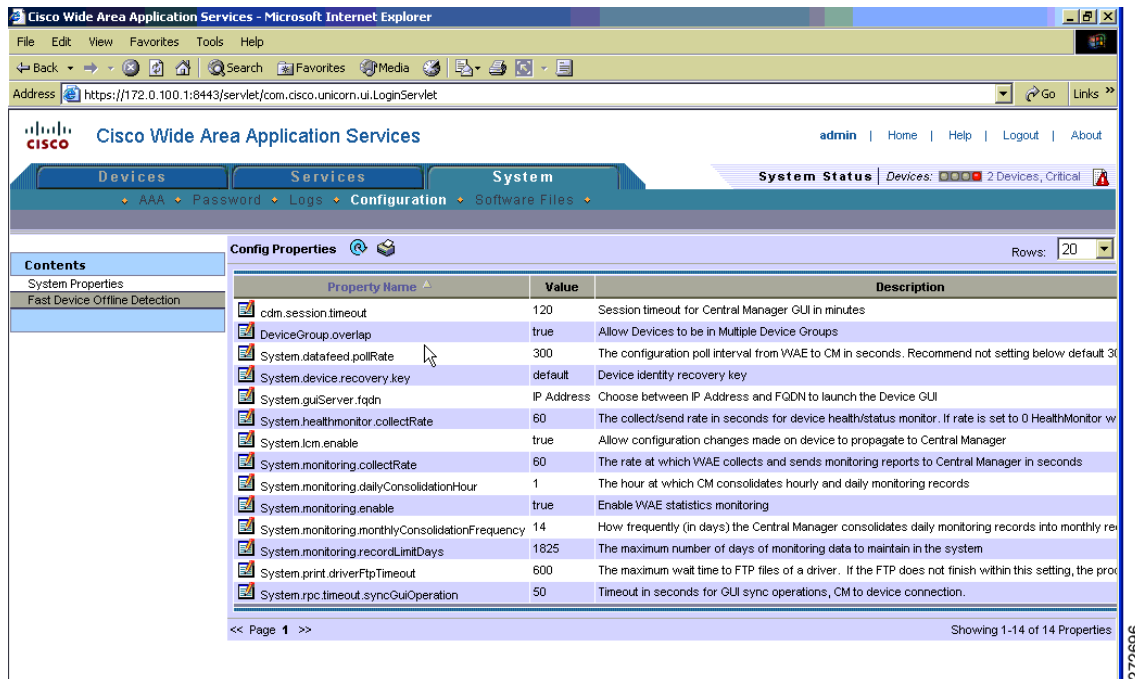 Cisco Wide Area Application Services - Microsoft Internet Explorer
File Edit View Favorites Tools Help
Back Search Favorites Media
Address https://172.0.100.1:8443/servlet/com.cisco.unicorn.ui.LoginServlet Go Links »
CISCO Cisco Wide Area Application Services admin | Home | Help | Logout | About
Devices Services System System Status | Devices: 2 Devices, Critical
AAA Password Logs Configuration Software Files
Config Properties Rows: 20
Contents
System Properties
Fast Device Offline Detection
Property Name Value Description
cdm.session.timeout 120 Session timeout for Central Manager GUI in minutes
DeviceGroup.overlap true Allow Devices to be in Multiple Device Groups
System.datafeed.pollRate 300 The configuration poll interval from WAE to CM in seconds. Recommend not setting below default 30
System.device.recovery.key default Device identity recovery key
System.guiServer.fqdn IP Address Choose between IP Address and FQDN to launch the Device GUI
System.healthmonitor.collectRate 60 The collect/send rate in seconds for device health/status monitor. If rate is set to 0 HealthMonitor w
System.lcm.enable true Allow configuration changes made on device to propagate to Central Manager
System.monitoring.collectRate 60 The rate at which WAE collects and sends monitoring reports to Central Manager in seconds
System.monitoring.dailyConsolidationHour 1 The hour at which CM consolidates hourly and daily monitoring records
System.monitoring.enable true Enable WAE statistics monitoring
System.monitoring.monthlyConsolidationFrequency 14 How frequently (in days) the Central Manager consolidates daily monitoring records into monthly re
System.monitoring.recordLimitDays 1825 The maximum number of days of monitoring data to maintain in the system
System.print.driverFtpTimeout 600 The maximum wait time to FTP files of a driver. If the FTP does not finish within this setting, the proc
System.rpc.timeout.syncGuiOperation 50 Timeout in seconds for GUI sync operations, CM to device connection.
<< Page 1 >> Showing 1-14 of 14 Properties
272696